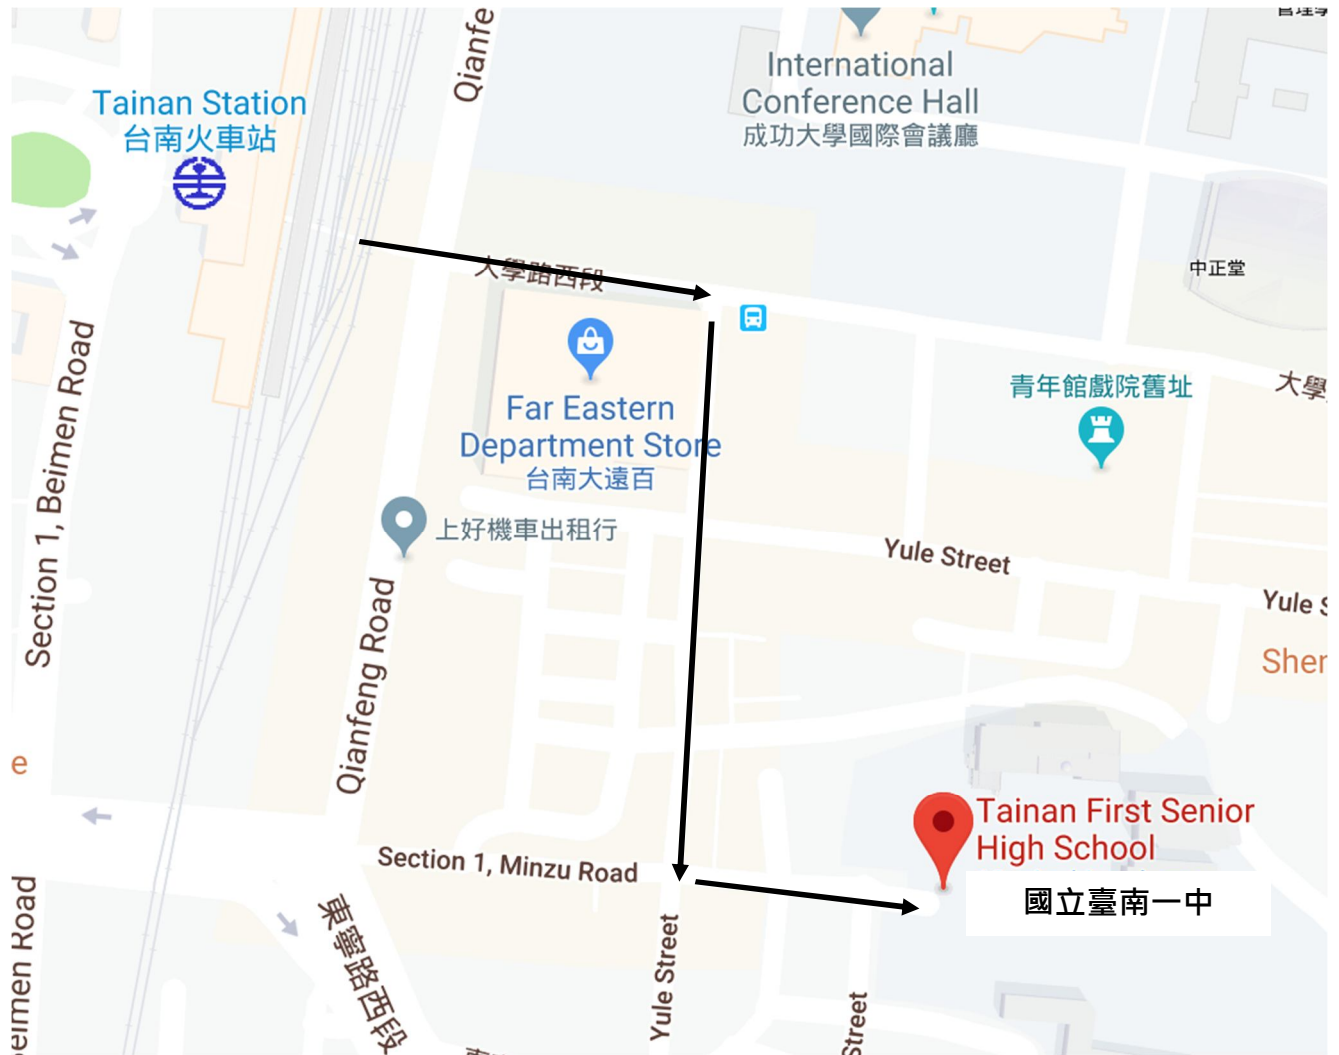 Tainan Station
台南火車站
Qianfe
International
Conference Hall
成功大學國際會議廳
管理學
中正堂
大學路西段
Far Eastern
Department Store
台南大遠百
青年館戲院舊址
大學
Section 1, Beimen Road
上好機車出租行
Yule Street
Yule S
Sher
Qianfeng Road
e
Section 1, Minzu Road
Tainan First Senior
High School
國立臺南一中
eimen Road
東寧路西段
Yule Street
Street